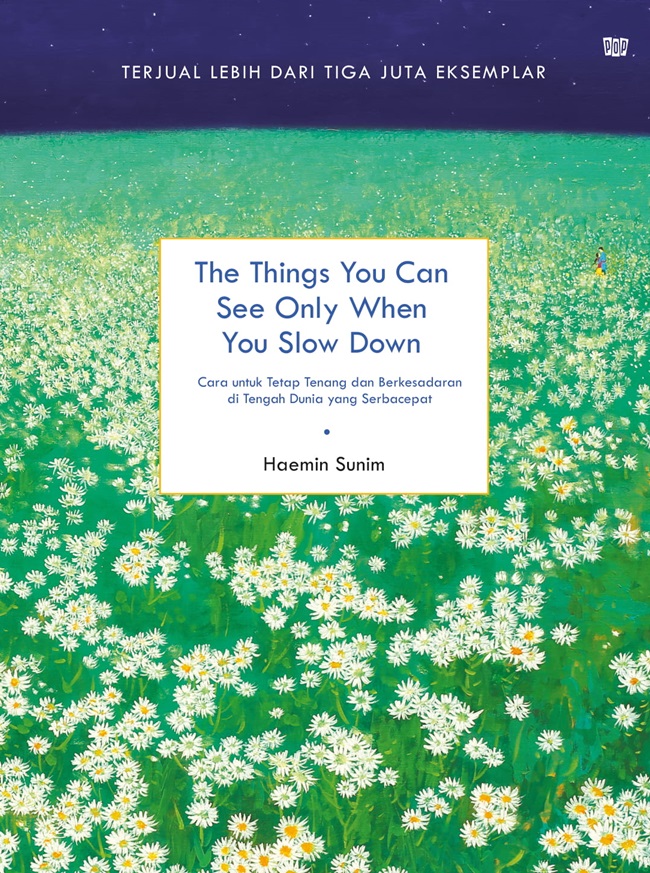 POP
TERJUAL LEBIH DARI TIGA JUTA EKSEMPLAR
The Things You Can
See Only When
You Slow Down
Cara untuk Tetap Tenang dan Berkesadaran
di Tengah Dunia yang Serbacepat
•
Haemin Sunim